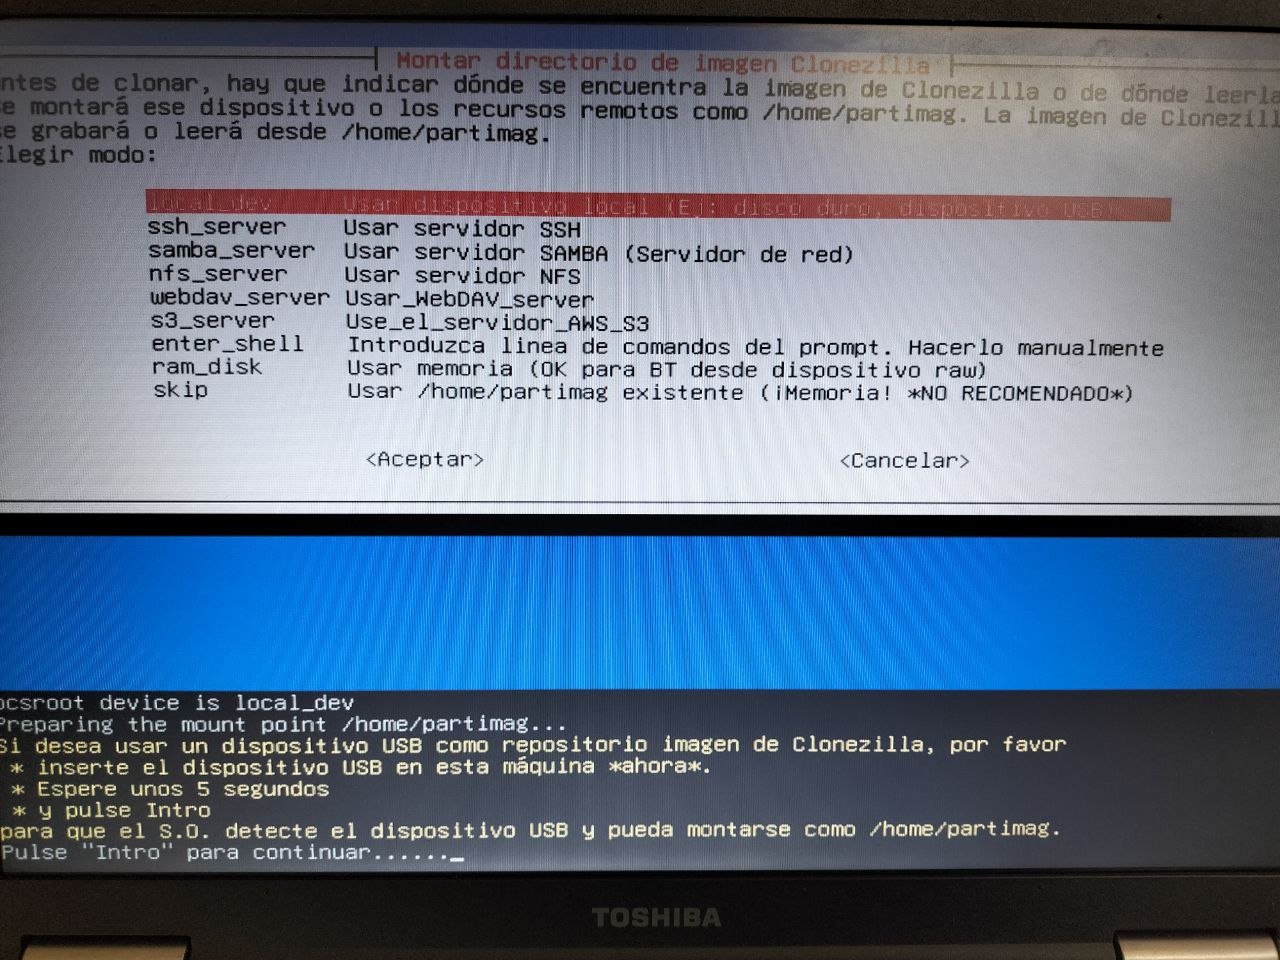 Montar directorio de imagen Clonezilla
ntes de clonar, hay que indicar dónde se encuentra la imagen de Clonezilla o de dónde leerla
se montará ese dispositivo o los recursos remotos como /home/partimag. La imagen de Clonezill
se grabará o leerá desde /home/partimag.
Elegir modo:
local_dev Usar dispositivo local (Ej: disco duro, dispositivo USB)
ssh_server Usar servidor SSH
samba_server Usar servidor SAMBA (Servidor de red)
nfs_server Usar servidor NFS
webdav_server Usar_WebDAV_server
s3_server Use_el_servidor_AWS_S3
enter_shell Introduzca linea de comandos del prompt. Hacerlo manualmente
ram_disk Usar memoria (OK para BT desde dispositivo raw)
skip Usar /home/partimag existente (¡Memoria! *NO RECOMENDADO*)
<Aceptar> <Cancelar>
ocsroot device is local_dev
Preparing the mount point /home/partimag...
Si desea usar un dispositivo USB como repositorio imagen de Clonezilla, por favor
* inserte el dispositivo USB en esta máquina *ahora*.
* Espere unos 5 segundos
* y pulse Intro
para que el S.O. detecte el dispositivo USB y pueda montarse como /home/partimag.
Pulse "Intro" para continuar......_
TOSHIBA